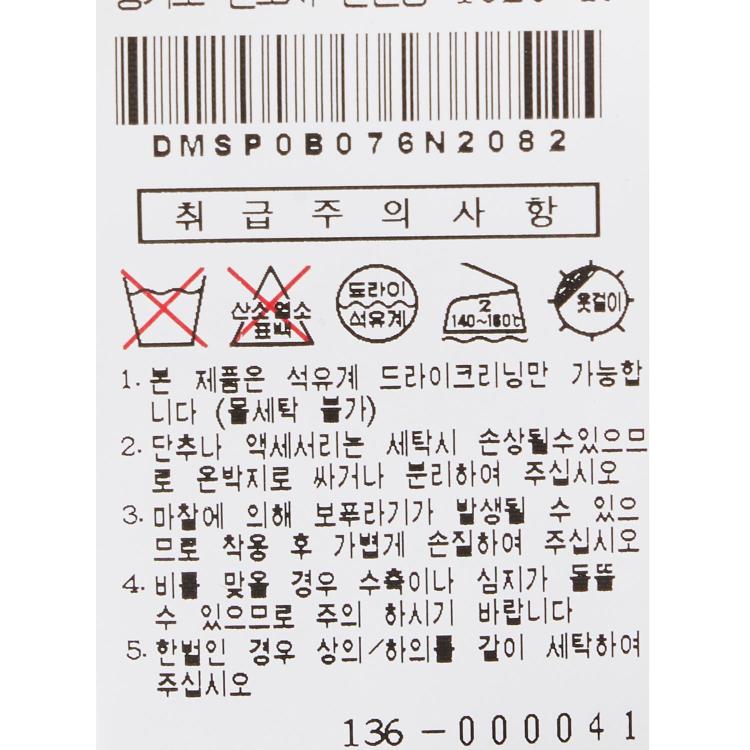 DMSP0B076N2082
취급주의사항
산소염소
표백
드라이
석유계
2
140~160℃
옷걸이
1. 본 제품은 석유계 드라이크리닝만 가능합
니다 (물세탁 불가)
2. 단추나 액세서리는 세탁시 손상될수있으므
로 은박지로 싸거나 분리하여 주십시오
3. 마찰에 의해 보푸라기가 발생될 수 있으
므로 착용 후 가볍게 손질하여 주십시오
4. 비를 맞을 경우 수축이나 심지가 들뜰
수 있으므로 주의 하시기 바랍니다
5. 한벌인 경우 상의/하의를 같이 세탁하여
주십시오
136-000041